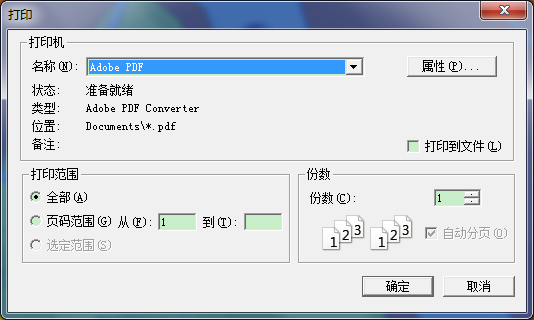 打印
打印机
名称(N): Adobe PDF 属性(P)...
状态: 准备就绪
类型: Adobe PDF Converter
位置: Documents\*.pdf
备注: 打印到文件(L)
打印范围
全部(A)
页码范围(G) 从(F): 1 到(T):
选定范围(S)
份数
份数(C): 1
1 2 3 1 2 3 自动分页(O)
确定 取消